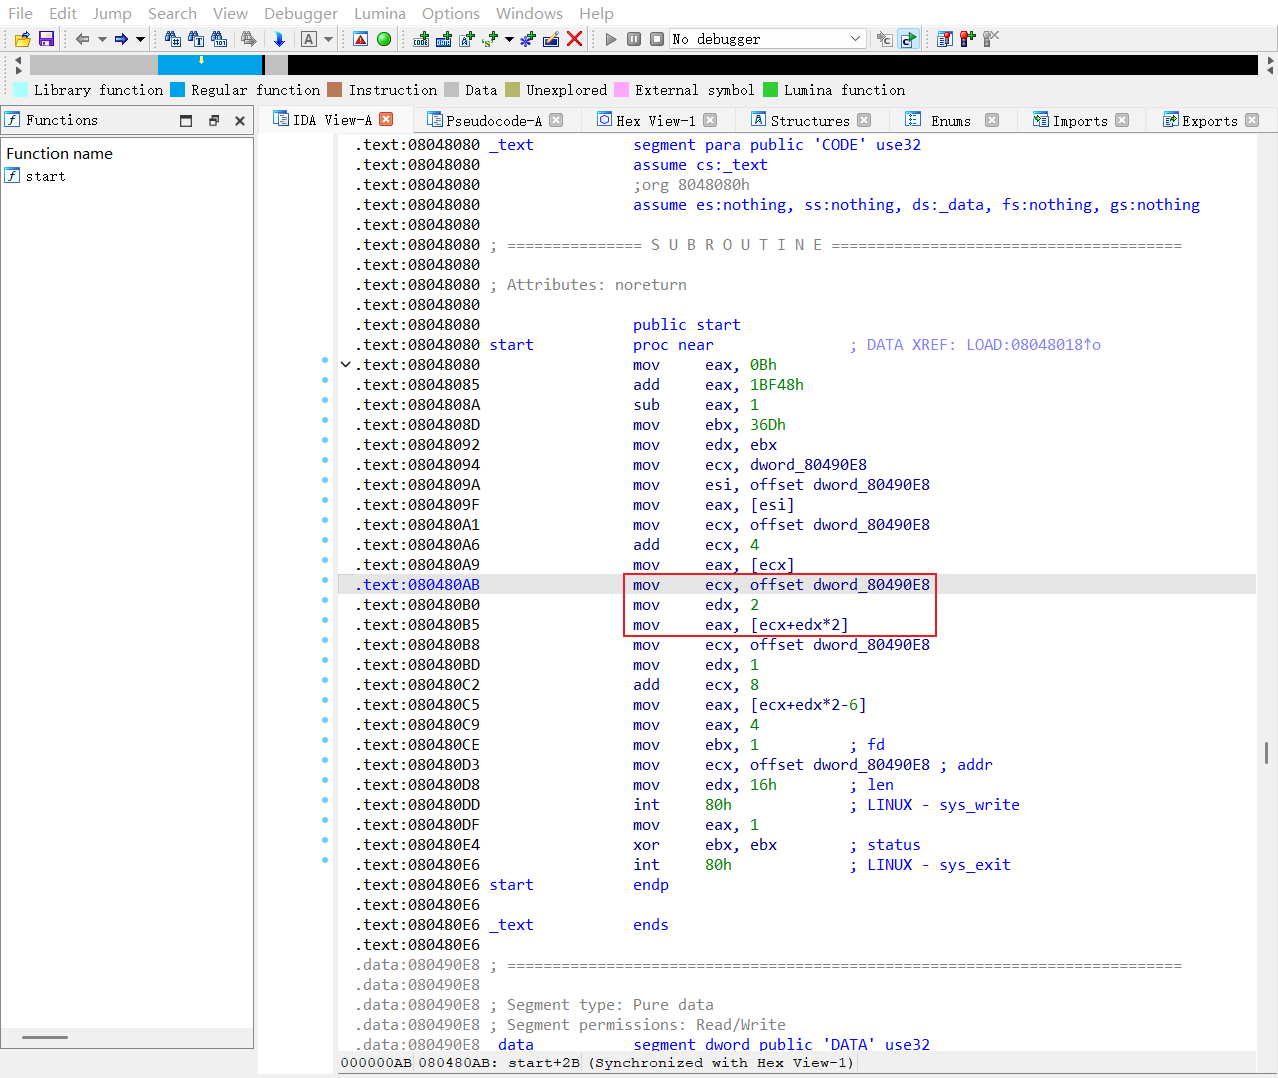 File Edit Jump Search View Debugger Lumina Options Windows Help
No debugger
Library function Regular function Instruction Data Unexplored External symbol Lumina function
Functions
IDA View-A Pseudocode-A Hex View-1 Structures Enums Imports Exports
Function name
start
.text:08048080 _text segment para public 'CODE' use32
.text:08048080 assume cs:_text
.text:08048080 ;org 8048080h
.text:08048080 assume es:nothing, ss:nothing, ds:_data, fs:nothing, gs:nothing
.text:08048080
.text:08048080 ; =============== S U B R O U T I N E =======================================
.text:08048080
.text:08048080 ; Attributes: noreturn
.text:08048080
.text:08048080 public start
.text:08048080 start proc near ; DATA XREF: LOAD:08048018↑o
.text:08048080 mov eax, 0Bh
.text:08048085 add eax, 1BF48h
.text:0804808A sub eax, 1
.text:0804808D mov ebx, 36Dh
.text:08048092 mov edx, ebx
.text:08048094 mov ecx, dword_80490E8
.text:0804809A mov esi, offset dword_80490E8
.text:0804809F mov eax, [esi]
.text:080480A1 mov ecx, offset dword_80490E8
.text:080480A6 add ecx, 4
.text:080480A9 mov eax, [ecx]
.text:080480AB mov ecx, offset dword_80490E8
.text:080480B0 mov edx, 2
.text:080480B5 mov eax, [ecx+edx*2]
.text:080480B8 mov ecx, offset dword_80490E8
.text:080480BD mov edx, 1
.text:080480C2 add ecx, 8
.text:080480C5 mov eax, [ecx+edx*2-6]
.text:080480C9 mov eax, 4
.text:080480CE mov ebx, 1 ; fd
.text:080480D3 mov ecx, offset dword_80490E8 ; addr
.text:080480D8 mov edx, 16h ; len
.text:080480DD int 80h ; LINUX - sys_write
.text:080480DF mov eax, 1
.text:080480E4 xor ebx, ebx ; status
.text:080480E6 int 80h ; LINUX - sys_exit
.text:080480E6 start endp
.text:080480E6
.text:080480E6 _text ends
.text:080480E6
.data:080490E8 ; ===========================================================================
.data:080490E8
.data:080490E8 ; Segment type: Pure data
.data:080490E8 ; Segment permissions: Read/Write
.data:080490E8 _data segment dword public 'DATA' use32
000000AB 080480AB: start+2B (Synchronized with Hex View-1)